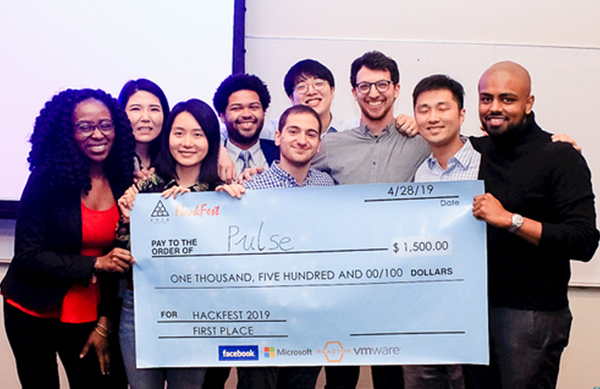 4/28/19
Date
HackFest
PAY TO THE
ORDER OF Pulse $ 1,500.00
ONE THOUSAND, FIVE HUNDRED AND 00/100 DOLLARS
FOR HACKFEST 2019
FIRST PLACE
facebook Microsoft vmware